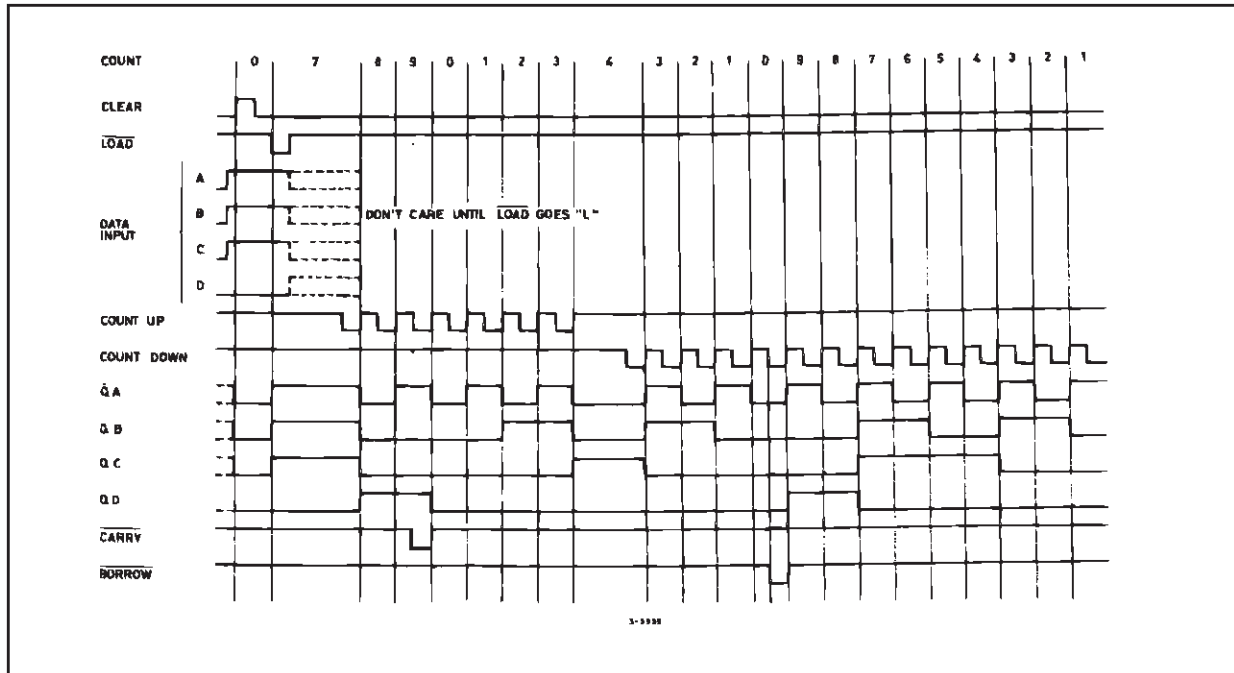 COUNT 0 7 8 9 0 1 2 3 4 3 2 1 0 9 8 7 6 5 4 3 2 1
CLEAR
LOAD
A
B DON'T CARE UNTIL LOAD GOES "L"
DATA
INPUT
C
D
COUNT UP
COUNT DOWN
QA
QB
QC
QD
CARRY
BORROW